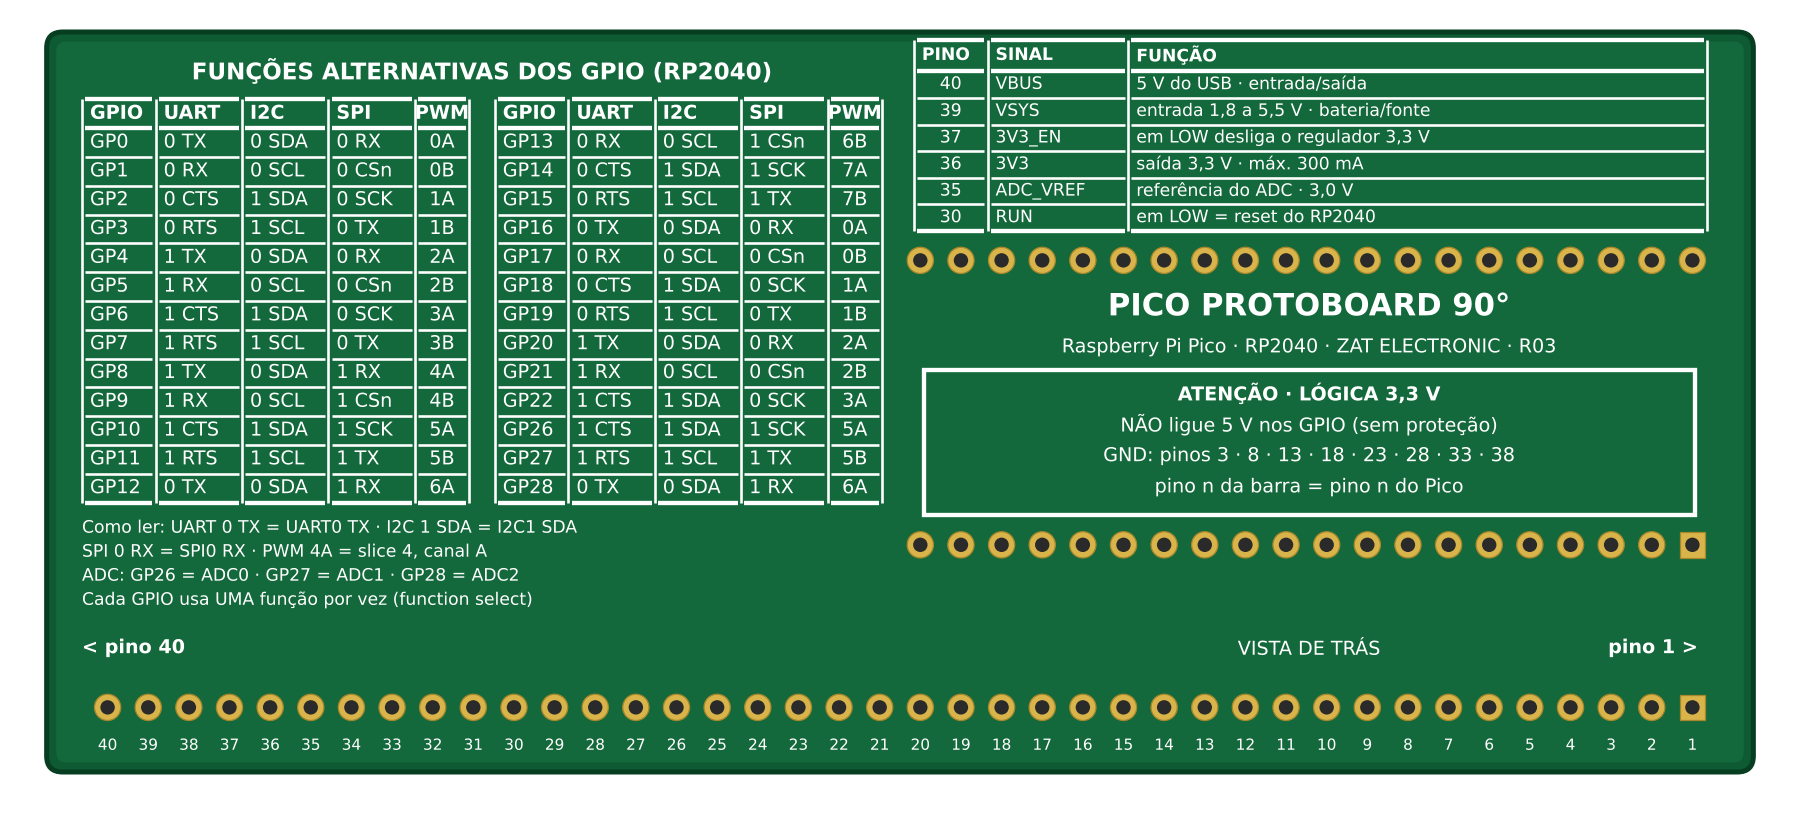 FUNÇÕES ALTERNATIVAS DOS GPIO (RP2040)
GPIO UART I2C SPI PWM
GP0 0 TX 0 SDA 0 RX 0A
GP1 0 RX 0 SCL 0 CSn 0B
GP2 0 CTS 1 SDA 0 SCK 1A
GP3 0 RTS 1 SCL 0 TX 1B
GP4 1 TX 0 SDA 0 RX 2A
GP5 1 RX 0 SCL 0 CSn 2B
GP6 1 CTS 1 SDA 0 SCK 3A
GP7 1 RTS 1 SCL 0 TX 3B
GP8 1 TX 0 SDA 1 RX 4A
GP9 1 RX 0 SCL 1 CSn 4B
GP10 1 CTS 1 SDA 1 SCK 5A
GP11 1 RTS 1 SCL 1 TX 5B
GP12 0 TX 0 SDA 1 RX 6A
GPIO UART I2C SPI PWM
GP13 0 RX 0 SCL 1 CSn 6B
GP14 0 CTS 1 SDA 1 SCK 7A
GP15 0 RTS 1 SCL 1 TX 7B
GP16 0 TX 0 SDA 0 RX 0A
GP17 0 RX 0 SCL 0 CSn 0B
GP18 0 CTS 1 SDA 0 SCK 1A
GP19 0 RTS 1 SCL 0 TX 1B
GP20 1 TX 0 SDA 0 RX 2A
GP21 1 RX 0 SCL 0 CSn 2B
GP22 1 CTS 1 SDA 0 SCK 3A
GP26 1 CTS 1 SDA 1 SCK 5A
GP27 1 RTS 1 SCL 1 TX 5B
GP28 0 TX 0 SDA 1 RX 6A
Como ler: UART 0 TX = UART0 TX · I2C 1 SDA = I2C1 SDA
SPI 0 RX = SPI0 RX · PWM 4A = slice 4, canal A
ADC: GP26 = ADC0 · GP27 = ADC1 · GP28 = ADC2
Cada GPIO usa UMA função por vez (function select)
PINO SINAL FUNÇÃO
40 VBUS 5 V do USB · entrada/saída
39 VSYS entrada 1,8 a 5,5 V · bateria/fonte
37 3V3_EN em LOW desliga o regulador 3,3 V
36 3V3 saída 3,3 V · máx. 300 mA
35 ADC_VREF referência do ADC · 3,0 V
30 RUN em LOW = reset do RP2040
PICO PROTOBOARD 90°
Raspberry Pi Pico · RP2040 · ZAT ELECTRONIC · R03
ATENÇÃO · LÓGICA 3,3 V
NÃO ligue 5 V nos GPIO (sem proteção)
GND: pinos 3 · 8 · 13 · 18 · 23 · 28 · 33 · 38
pino n da barra = pino n do Pico
< pino 40 VISTA DE TRÁS pino 1 >
40 39 38 37 36 35 34 33 32 31 30 29 28 27 26 25 24 23 22 21 20 19 18 17 16 15 14 13 12 11 10 9 8 7 6 5 4 3 2 1